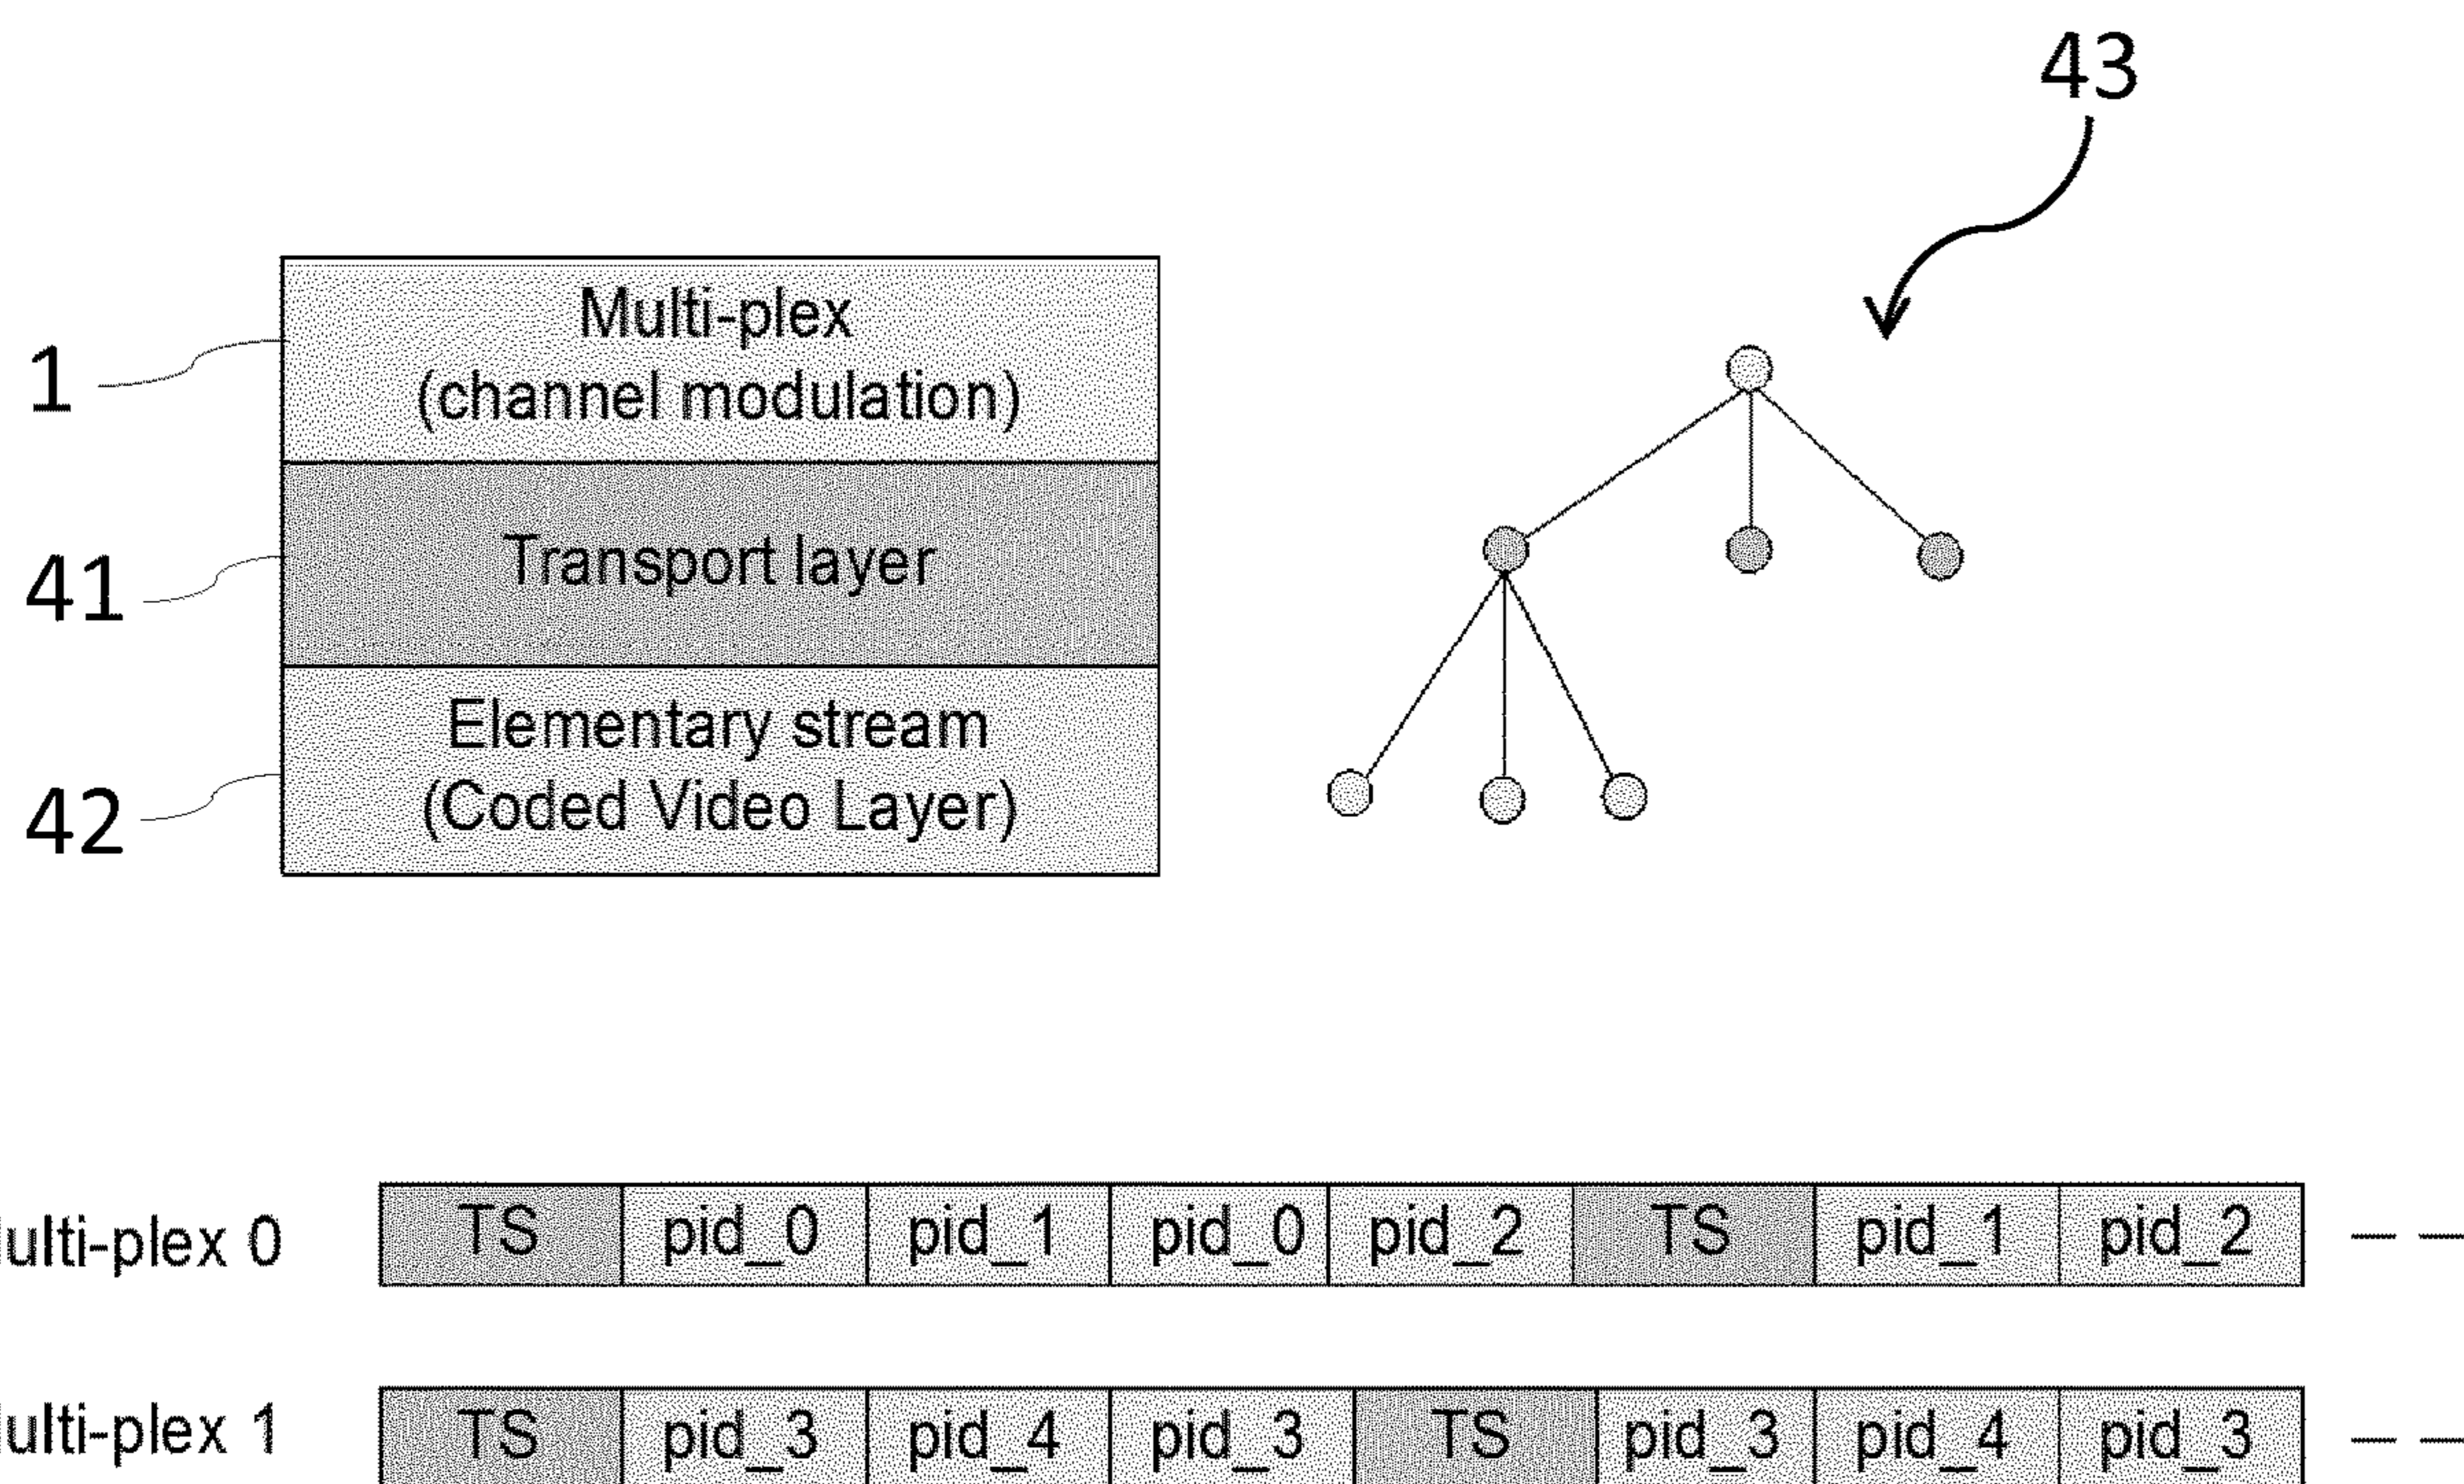 43
1
Multi-plex
(channel modulation)
41
Transport layer
42
Elementary stream
(Coded Video Layer)
ulti-plex 0 TS pid_0 pid_1 pid_0 pid_2 TS pid_1 pid_2
ulti-plex 1 TS pid_3 pid_4 pid_3 TS pid_3 pid_4 pid_3